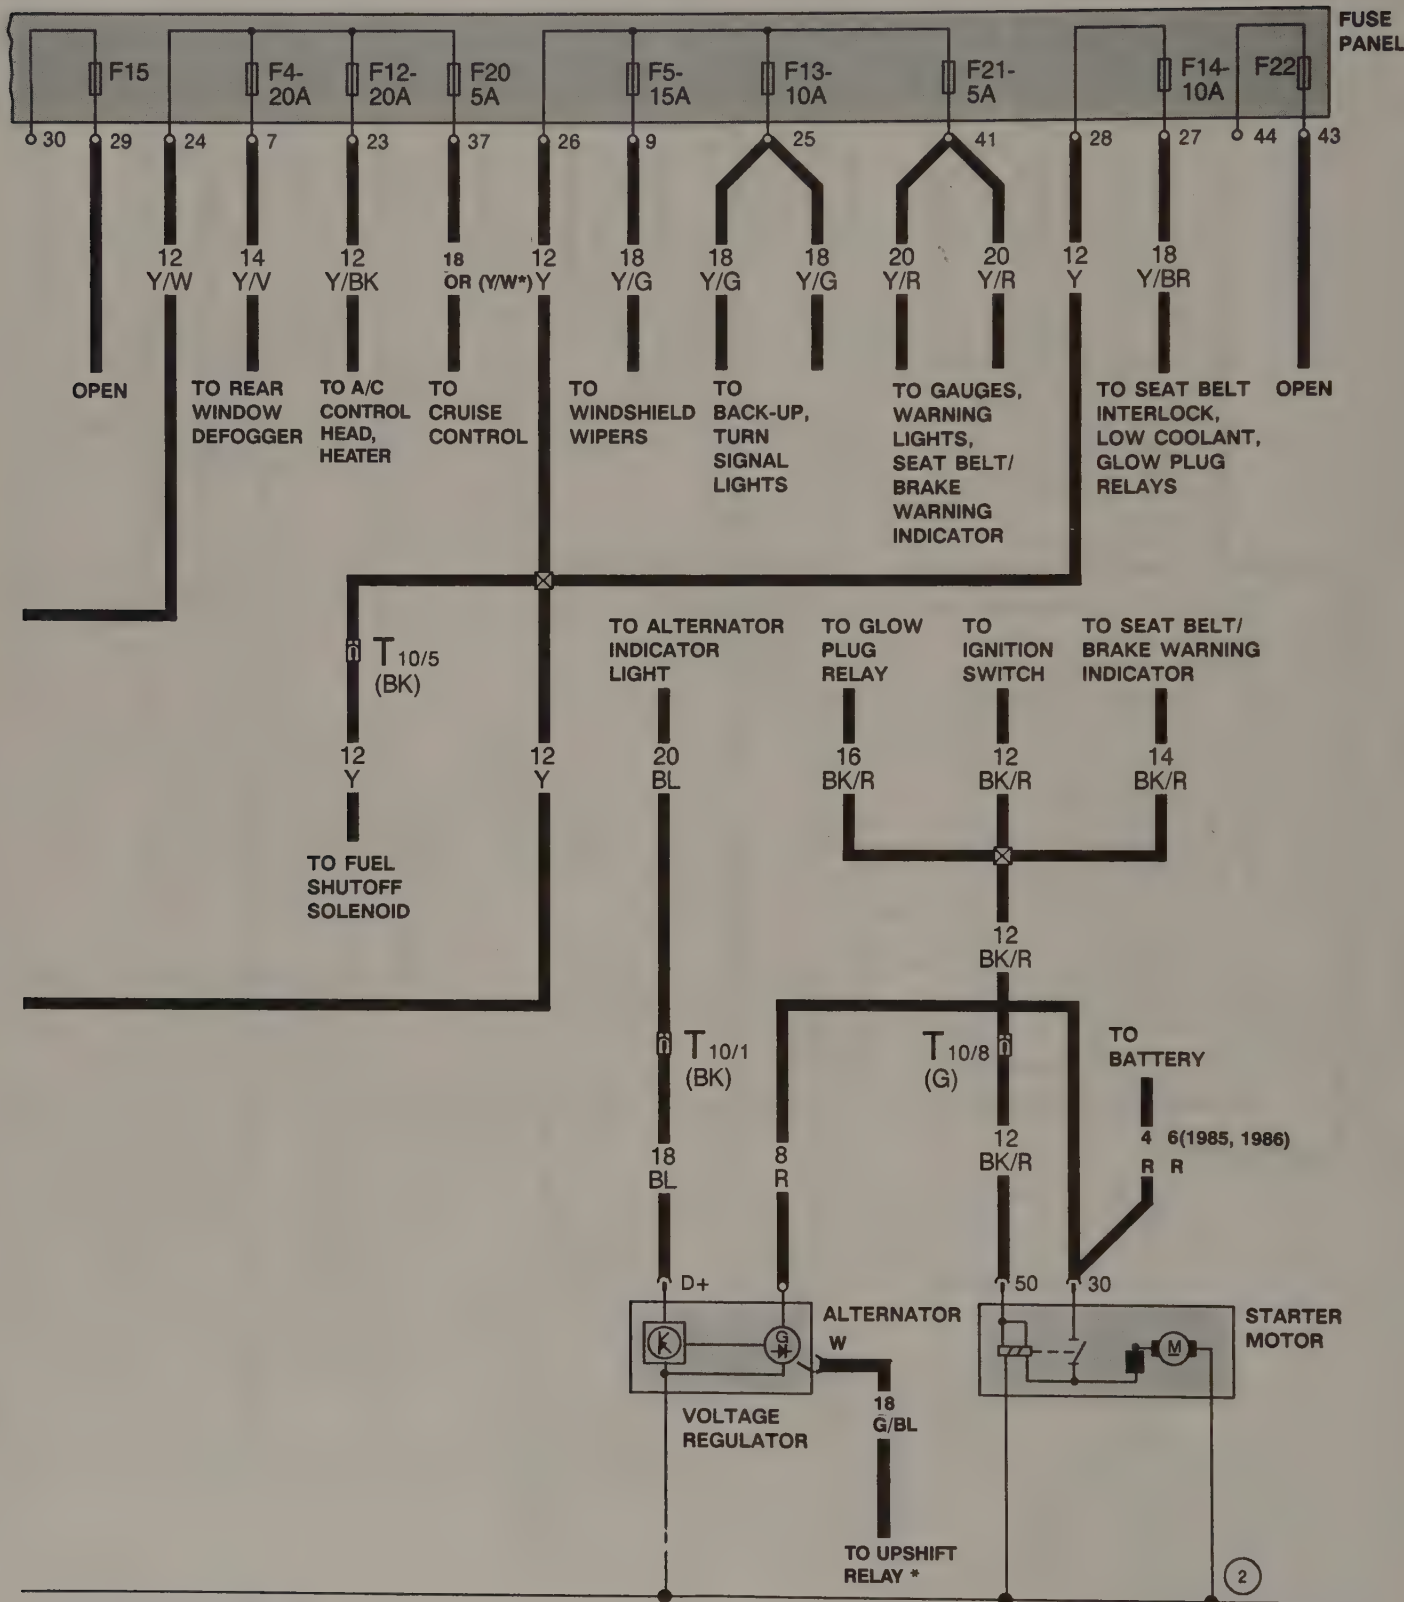 FUSE
PANEL
F15
F4-
20A
F12-
20A
F20
5A
F5-
15A
F13-
10A
F21-
5A
F14-
10A
F22
30 29 24 7 23 37 26 9 25 41 28 27 44 43
12
Y/W
14
Y/V
12
Y/BK
18
OR (Y/W*)
12
Y
18
Y/G
18
Y/G
18
Y/G
20
Y/R
20
Y/R
12
Y
18
Y/BR
OPEN
TO REAR
WINDOW
DEFOGGER
TO A/C
CONTROL
HEAD,
HEATER
TO
CRUISE
CONTROL
TO
WINDSHIELD
WIPERS
TO
BACK-UP,
TURN
SIGNAL
LIGHTS
TO GAUGES,
WARNING
LIGHTS,
SEAT BELT/
BRAKE
WARNING
INDICATOR
TO SEAT BELT
INTERLOCK,
LOW COOLANT,
GLOW PLUG
RELAYS
OPEN
T 10/5
(BK)
12
Y
TO FUEL
SHUTOFF
SOLENOID
12
Y
TO ALTERNATOR
INDICATOR
LIGHT
TO GLOW
PLUG
RELAY
TO
IGNITION
SWITCH
TO SEAT BELT/
BRAKE WARNING
INDICATOR
20
BL
16
BK/R
12
BK/R
14
BK/R
12
BK/R
T 10/1
(BK)
T 10/8
(G)
TO
BATTERY
18
BL
8
R
12
BK/R
4 6(1985, 1986)
R R
D+
50
30
G
M
ALTERNATOR
W
STARTER
MOTOR
VOLTAGE
REGULATOR
18
G/BL
TO UPSHIFT
RELAY *
2